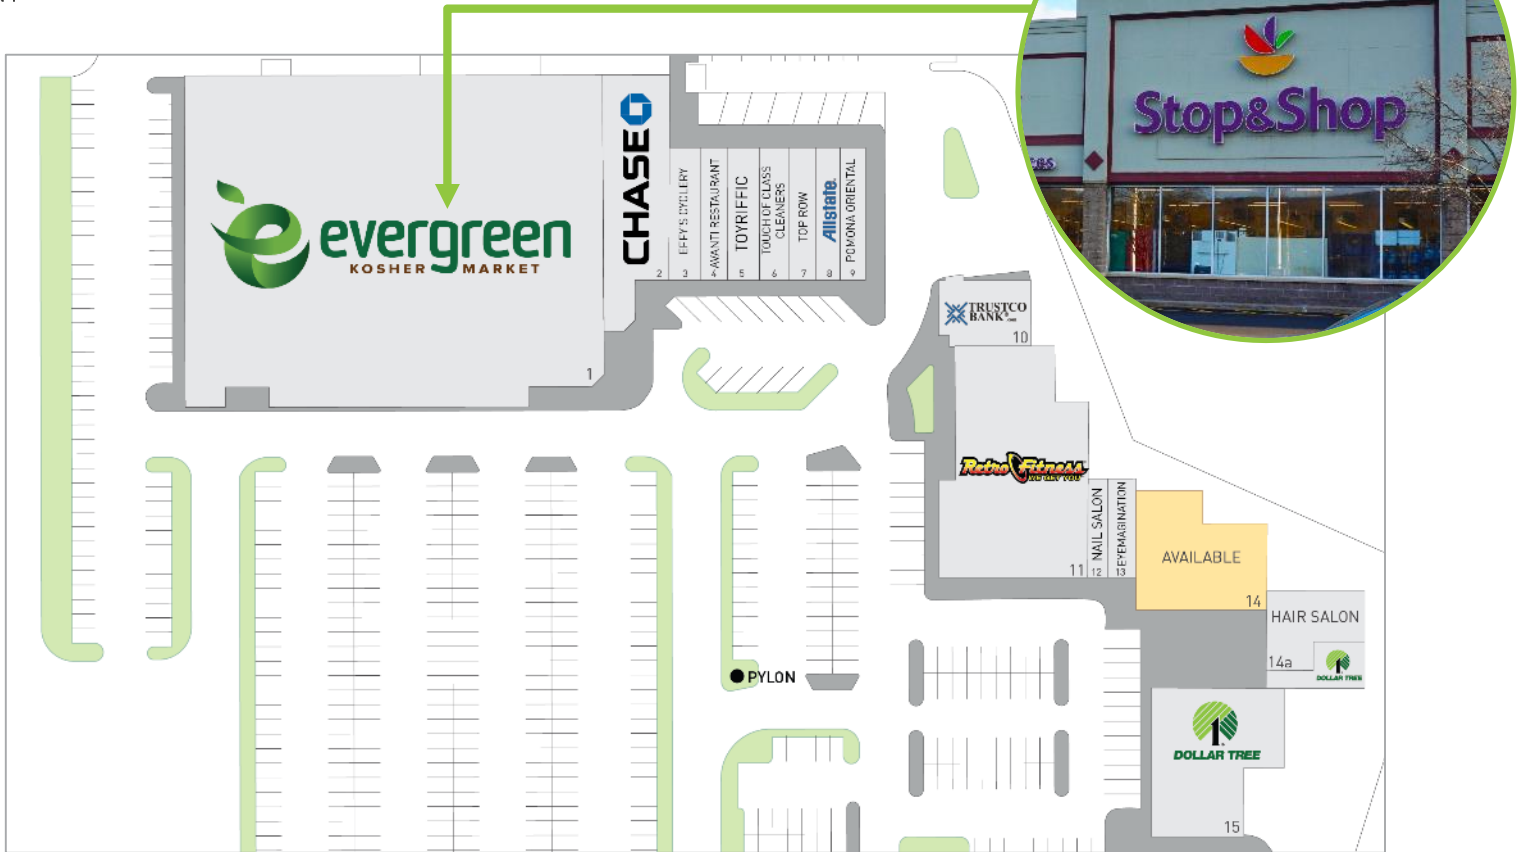 Stop&Shop
evergreen
KOSHER MARKET
1
CHASE
2
EFFY'S CYCLERY
3
AVANTI RESTAURANT
4
TOYRIFFIC
5
TOUCH OF CLASS
CLEANERS
6
TOP ROW
7
Allstate.
8
POMONA ORIENTAL
9
TRUSTCO
BANK®
10
Retro Fitness
11
NAIL SALON
12
EYEMAGINATION
13
AVAILABLE
14
HAIR SALON
14a
DOLLAR TREE
PYLON
1
DOLLAR TREE
15